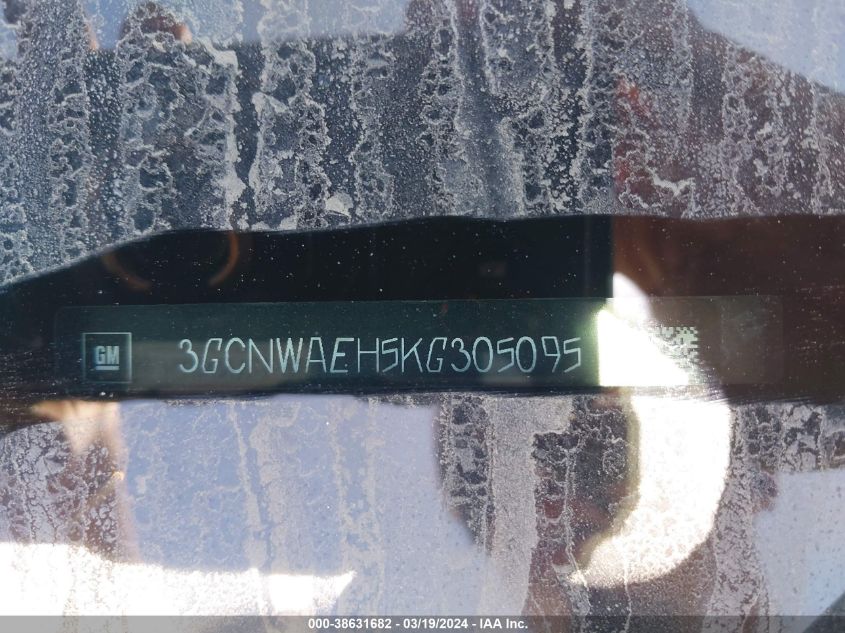 GM 3GCNWAEH5KG305095
000-38631682 - 03/19/2024 - IAA Inc.